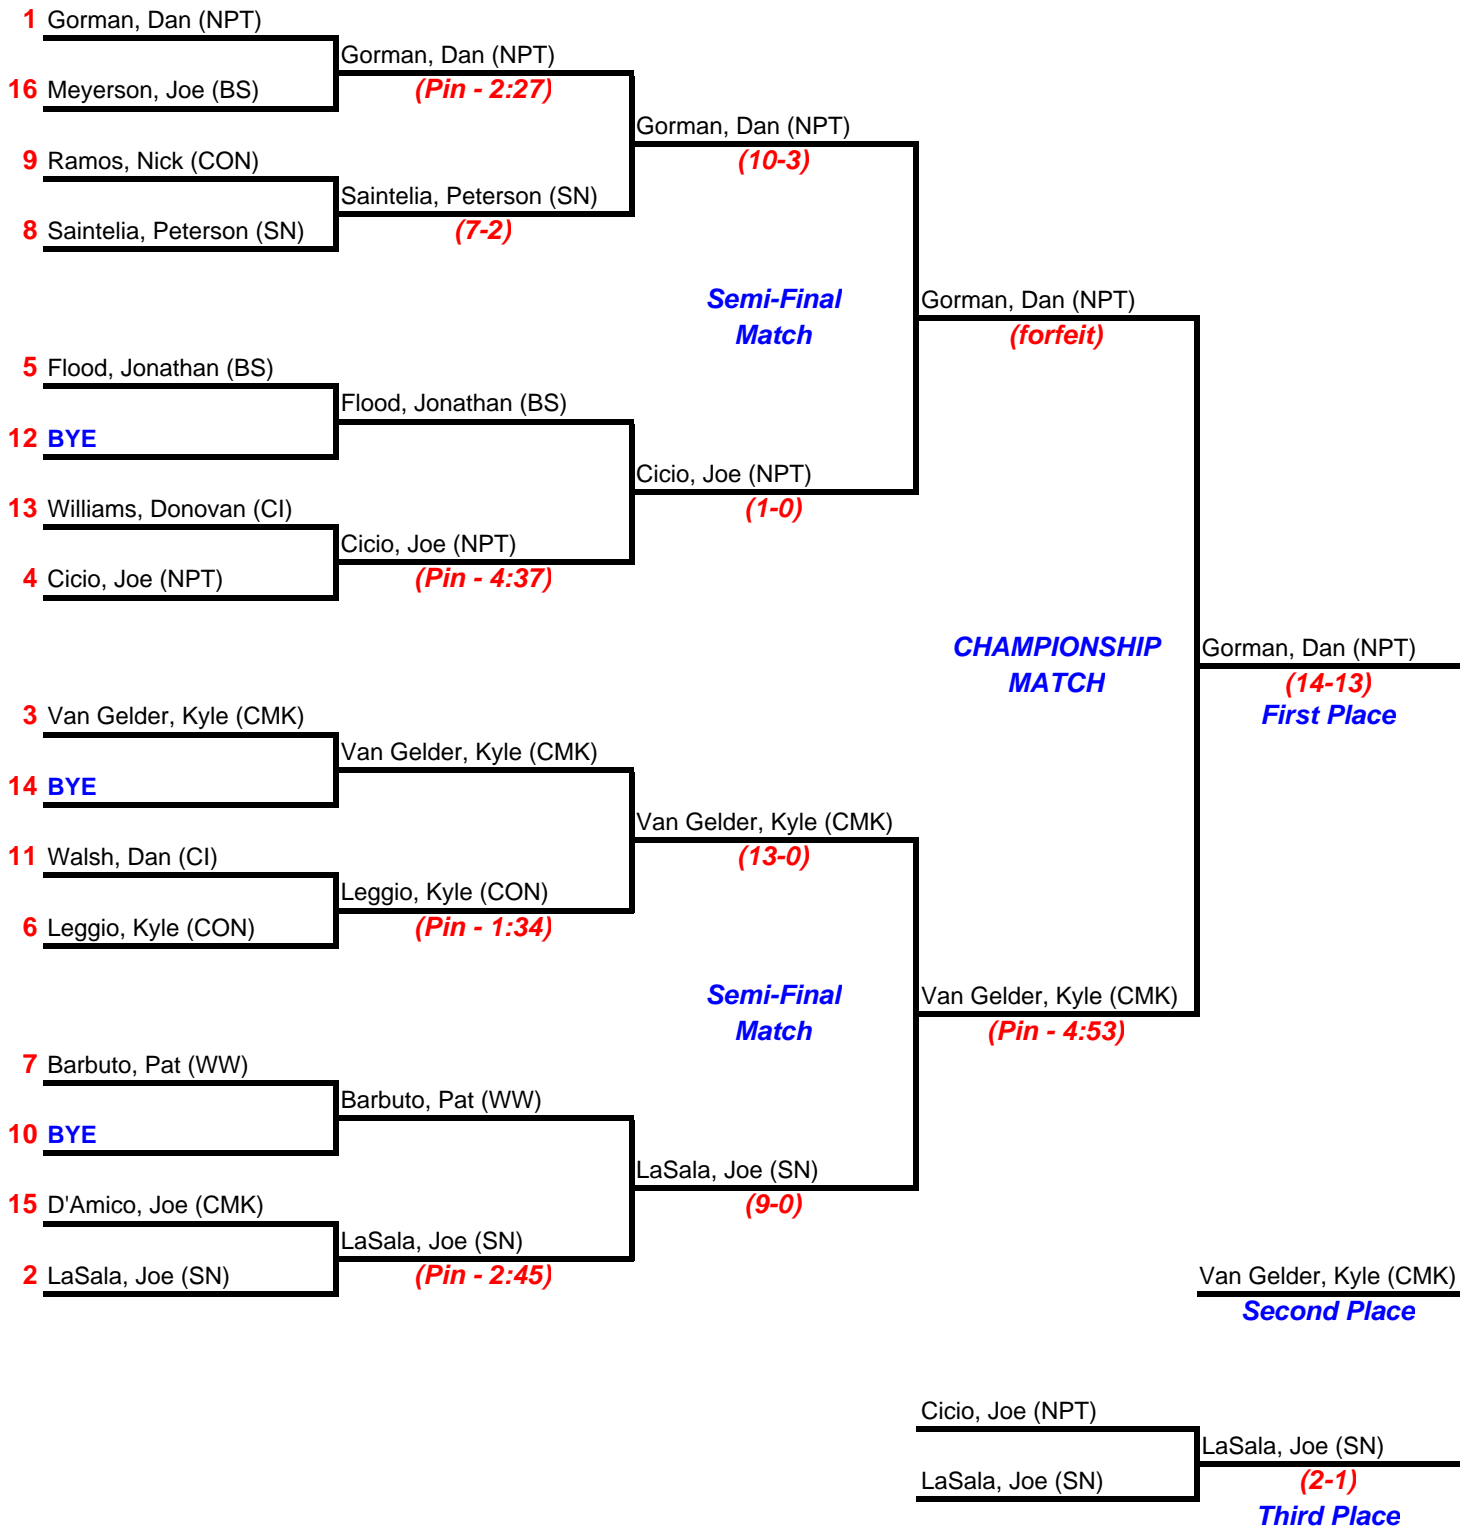 1 Gorman, Dan (NPT)
Gorman, Dan (NPT)
16 Meyerson, Joe (BS)
(Pin - 2:27)
Gorman, Dan (NPT)
(10-3)
9 Ramos, Nick (CON)
Saintelia, Peterson (SN)
8 Saintelia, Peterson (SN)
(7-2)
Semi-Final
Match
Gorman, Dan (NPT)
(forfeit)
5 Flood, Jonathan (BS)
Flood, Jonathan (BS)
12 BYE
Cicio, Joe (NPT)
(1-0)
13 Williams, Donovan (CI)
Cicio, Joe (NPT)
4 Cicio, Joe (NPT)
(Pin - 4:37)
CHAMPIONSHIP
MATCH
Gorman, Dan (NPT)
(14-13)
First Place
3 Van Gelder, Kyle (CMK)
Van Gelder, Kyle (CMK)
14 BYE
Van Gelder, Kyle (CMK)
(13-0)
11 Walsh, Dan (CI)
Leggio, Kyle (CON)
6 Leggio, Kyle (CON)
(Pin - 1:34)
Semi-Final
Match
Van Gelder, Kyle (CMK)
(Pin - 4:53)
7 Barbuto, Pat (WW)
Barbuto, Pat (WW)
10 BYE
LaSala, Joe (SN)
(9-0)
15 D'Amico, Joe (CMK)
LaSala, Joe (SN)
2 LaSala, Joe (SN)
(Pin - 2:45)
Van Gelder, Kyle (CMK)
Second Place
Cicio, Joe (NPT)
LaSala, Joe (SN)
LaSala, Joe (SN)
(2-1)
Third Place